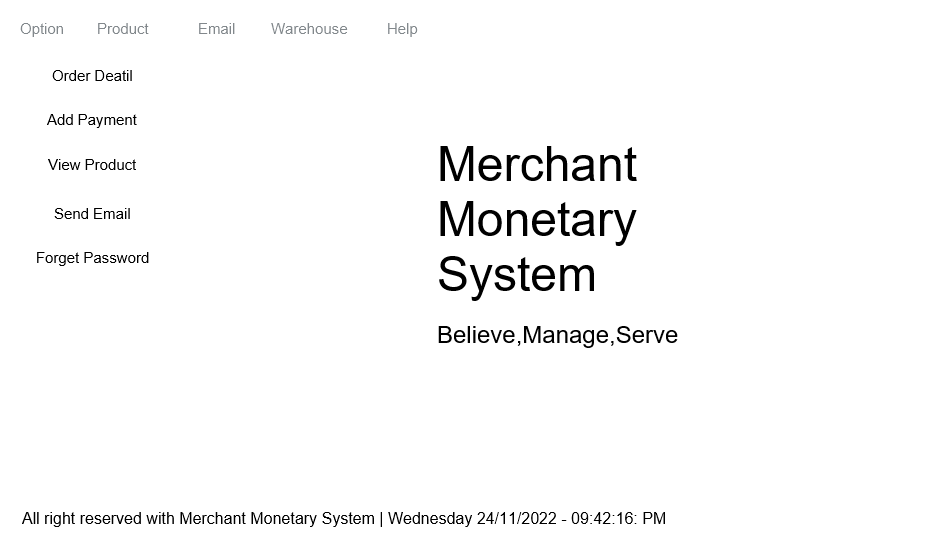 Option Product Email Warehouse Help
Order Deatil
Add Payment
View Product
Send Email
Forget Password
Merchant
Monetary
System
Believe,Manage,Serve
All right reserved with Merchant Monetary System | Wednesday 24/11/2022 - 09:42:16: PM